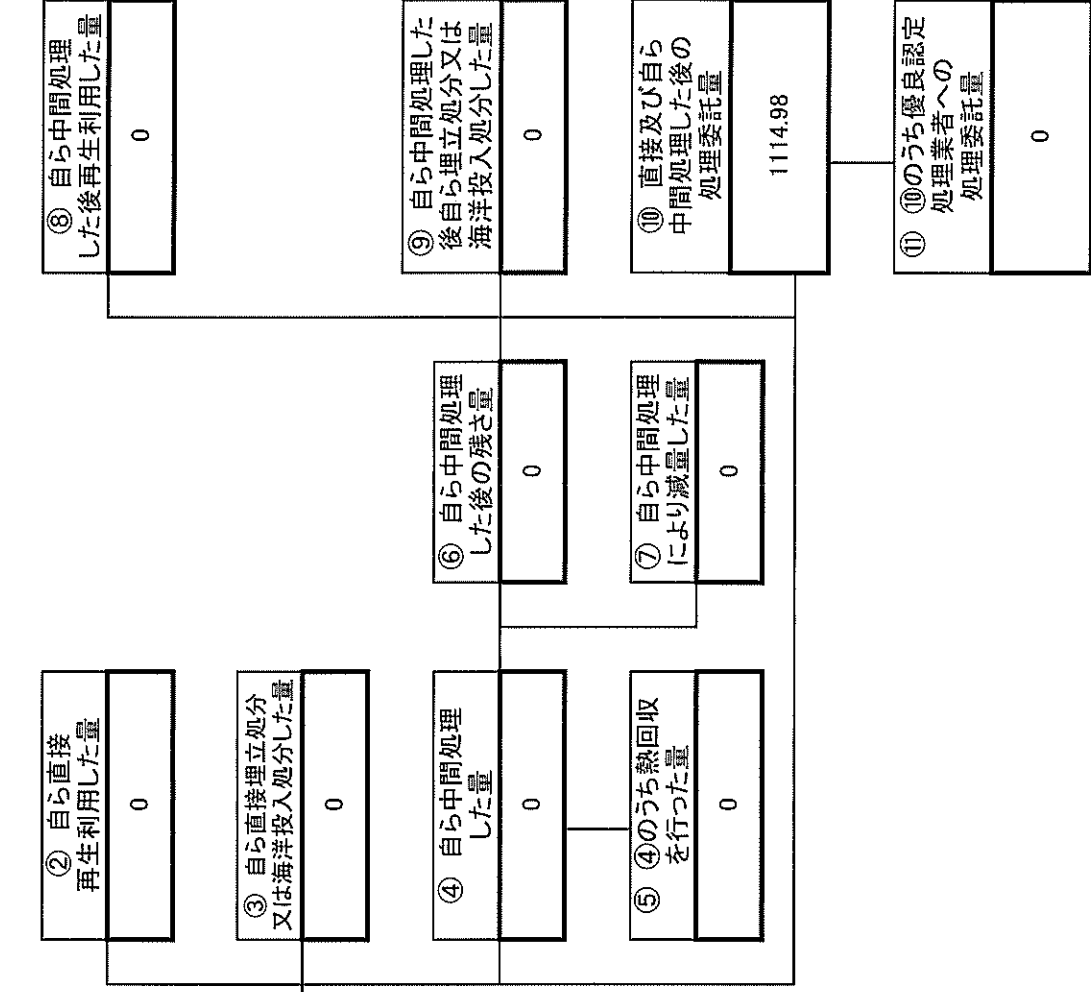 ② 自ら直接
再生利用した量
0
③ 自ら直接埋立処分
又は海洋投入処分した量
0
④ 自ら中間処理
した量
0
⑤ ④のうち熱回収
を行った量
0
⑥ 自ら中間処理
した後の残さ量
0
⑦ 自ら中間処理
により減量した量
0
⑧ 自ら中間処理
した後再生利用した量
0
⑨ 自ら中間処理した
後自ら埋立処分又は
海洋投入処分した量
0
⑩ 直接及び自ら
中間処理した後の
処理委託量
1114.98
⑪ ⑩のうち優良認定
処理業者への
処理委託量
0